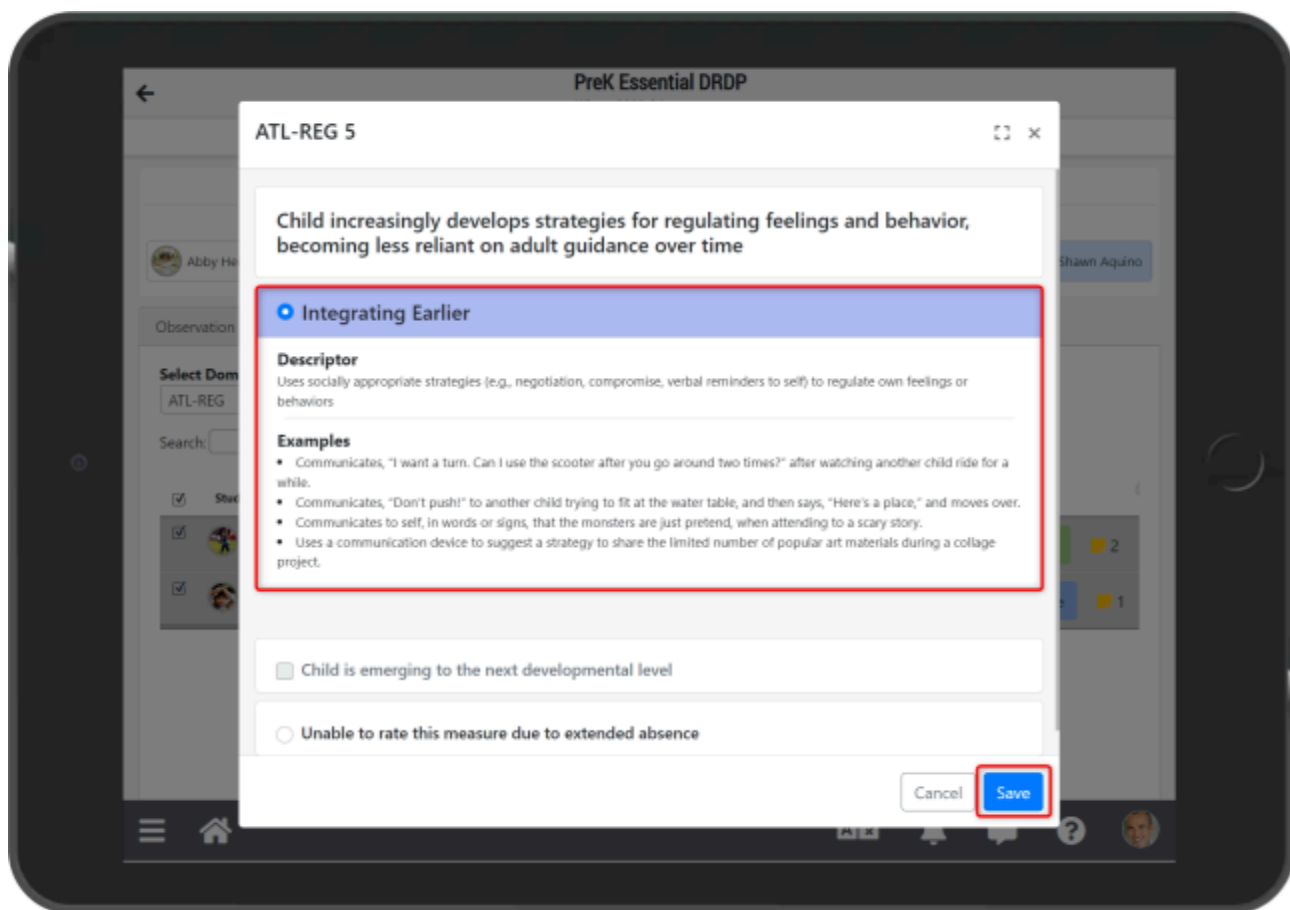 PreK Essential DRDP
ATL-REG 5
Child increasingly develops strategies for regulating feelings and behavior,
becoming less reliant on adult guidance over time
Abby He
Shawn Aquino
Integrating Earlier
Observation
Descriptor
Uses socially appropriate strategies (e.g., negotiation, compromise, verbal reminders to self) to regulate own feelings or
behaviors
Select Dom
ATL-REG
Search:
Examples
• Communicates, "I want a turn. Can I use the scooter after you go around two times?" after watching another child ride for a
while.
• Communicates, "Don't push!" to another child trying to fit at the water table, and then says, "Here's a place," and moves over.
• Communicates to self, in words or signs, that the monsters are just pretend, when attending to a scary story.
• Uses a communication device to suggest a strategy to share the limited number of popular art materials during a collage
project.
Stud
2
1
Child is emerging to the next developmental level
Unable to rate this measure due to extended absence
Cancel
Save